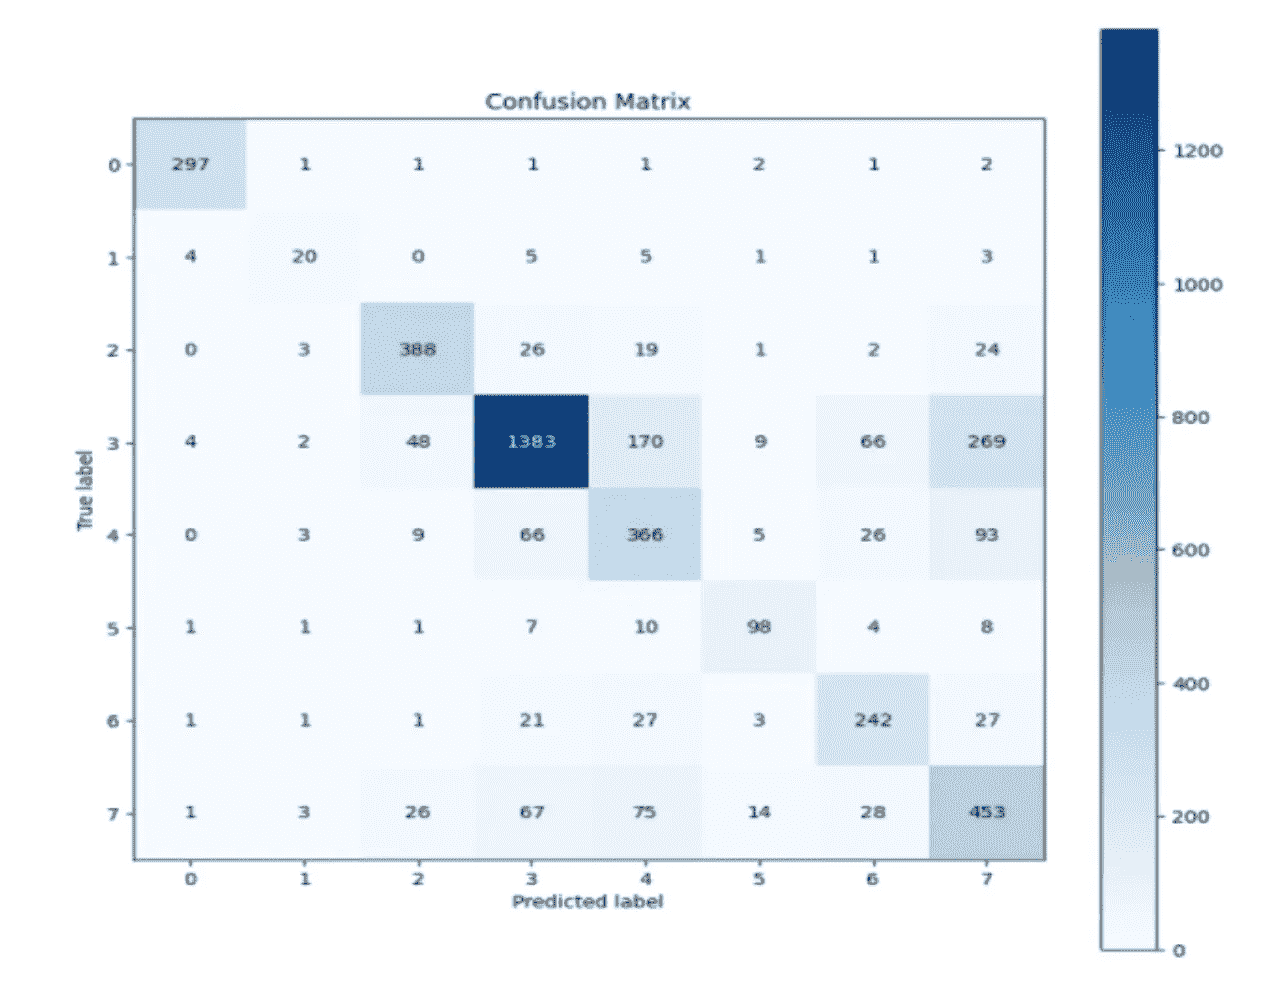 Confusion Matrix
0 297 1 1 1 1 2 1 2
1 4 20 0 5 5 1 1 3
2 0 3 388 26 19 1 2 24
3 4 2 48 1383 170 9 66 269
4 0 3 9 66 366 5 26 93
5 1 1 1 7 10 98 4 8
6 1 1 1 21 27 3 242 27
7 1 3 26 67 75 14 28 453
0 1 2 3 4 5 6 7
Predicted label
True label
1200
1000
800
600
400
200
0